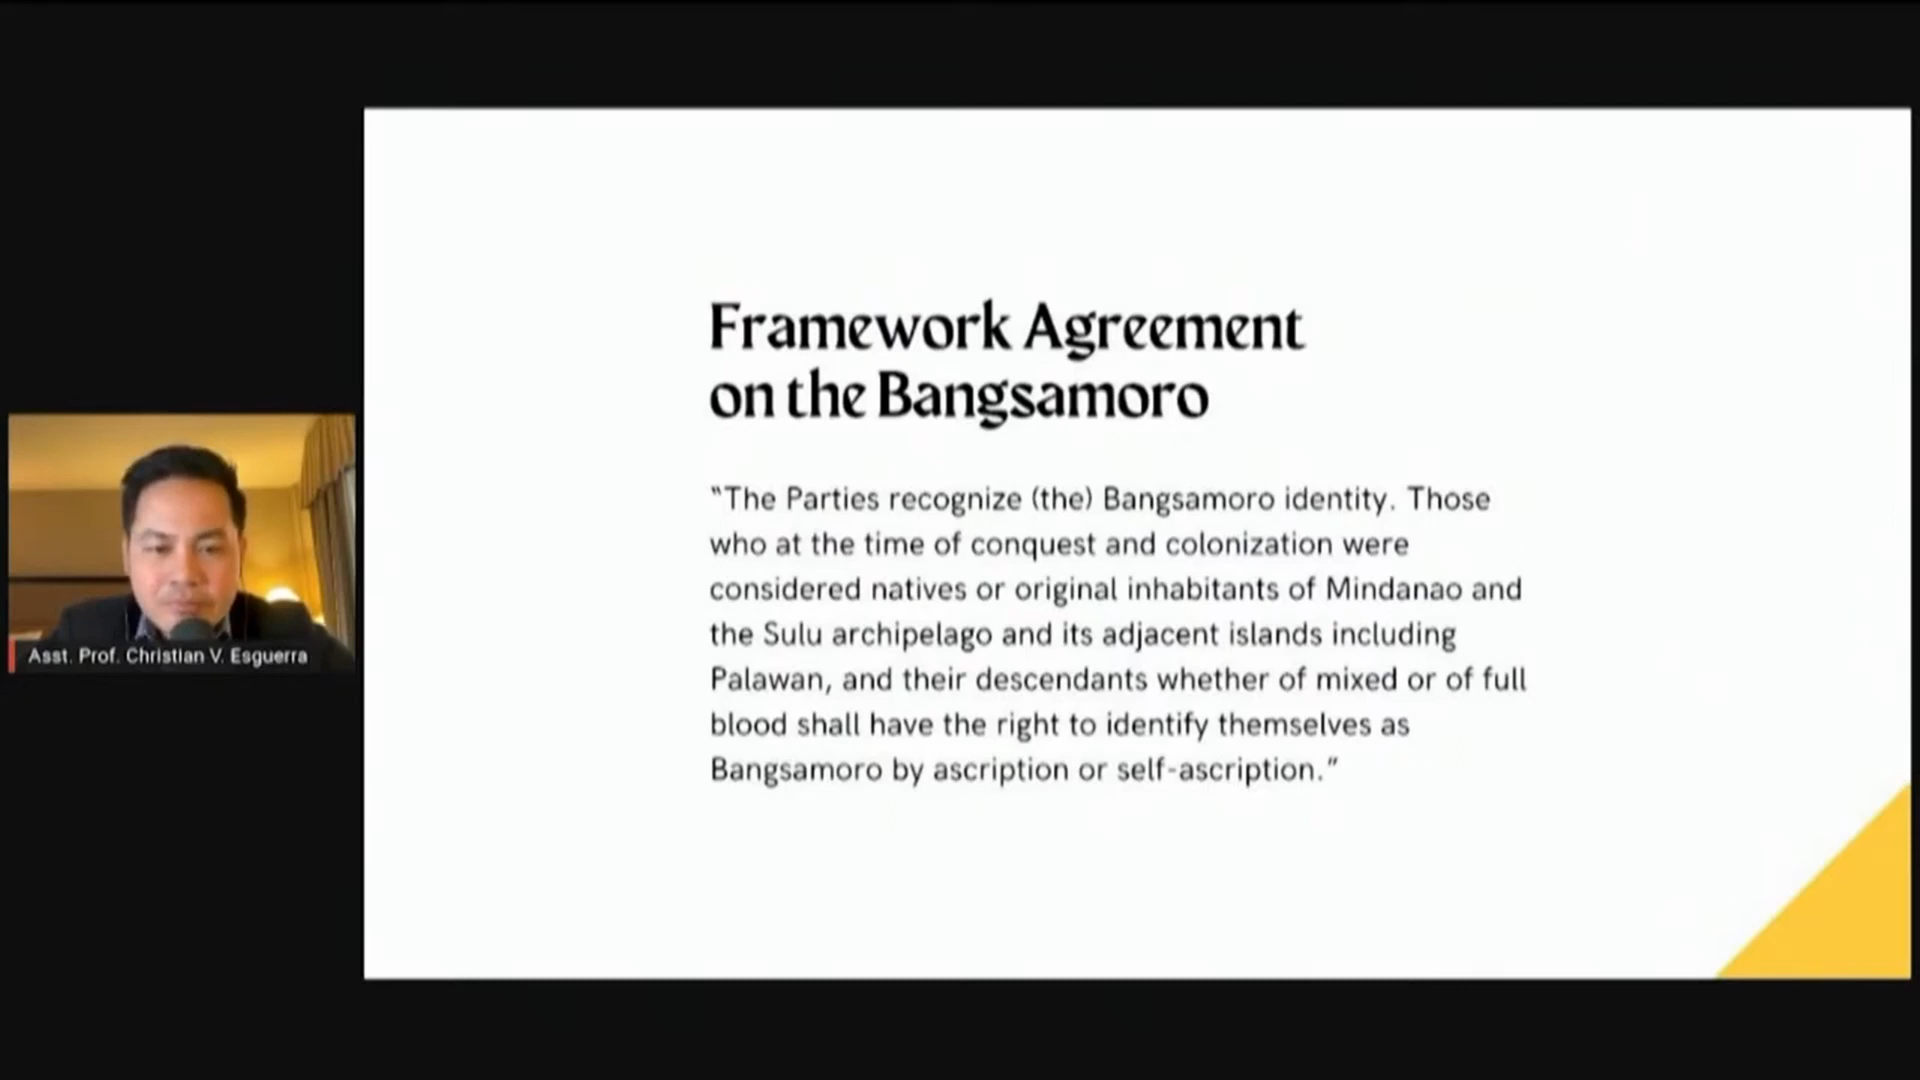 Framework Agreement
on the Bangsamoro
"The Parties recognize (the) Bangsamoro identity. Those
who at the time of conquest and colonization were
considered natives or original inhabitants of Mindanao and
the Sulu archipelago and its adjacent islands including
Palawan, and their descendants whether of mixed or of full
blood shall have the right to identify themselves as
Bangsamoro by ascription or self-ascription."
Asst. Prof. Christian V. Esguerra